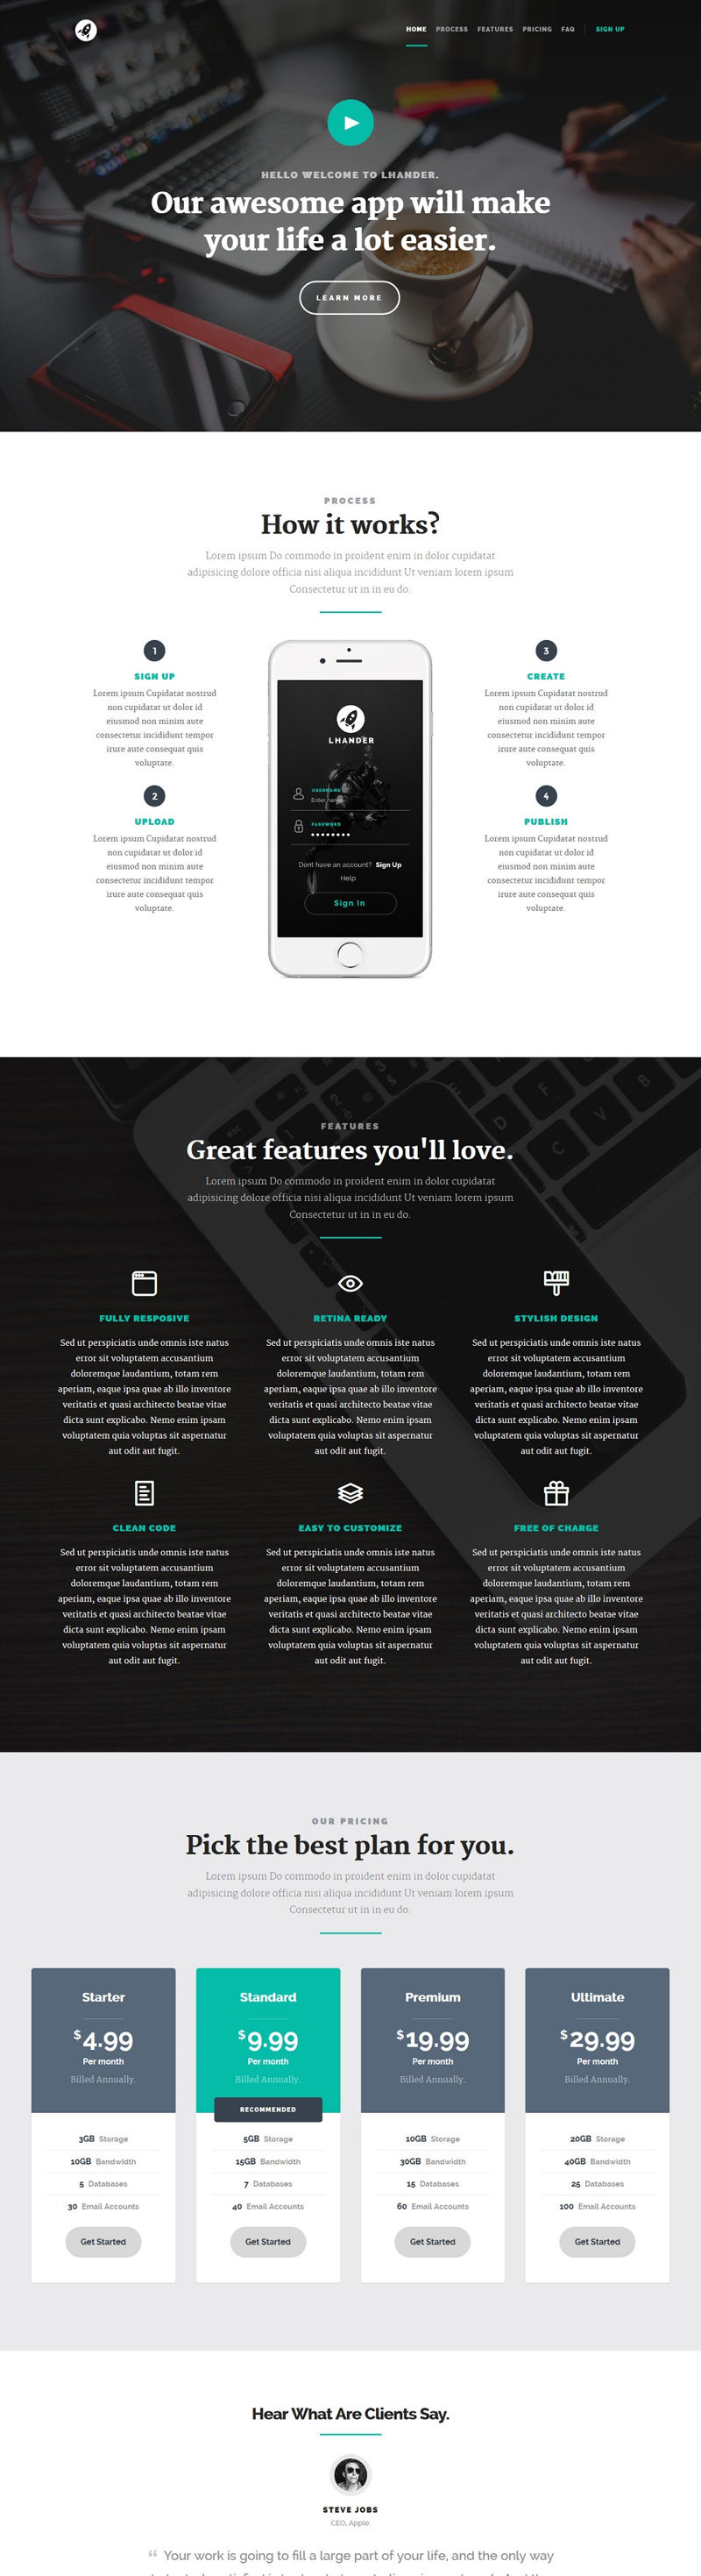 HOME PROCESS FEATURES PRICING FAQ SIGN UP
HELLO WELCOME TO LHANDER.
Our awesome app will make
your life a lot easier.
LEARN MORE
PROCESS
How it works?
Lorem ipsum Do commodo in proident enim in dolor cupidatat
adipisicing dolore officia nisi aliqua incididunt Ut veniam lorem ipsum
Consectetur ut in in eu do.
1
SIGN UP
Lorem ipsum Cupidatat nostrud
non cupidatat ut dolor id
eiusmod non minim aute
consectetur incididunt tempor
irure aute consequat quis
voluptate.
2
UPLOAD
Lorem ipsum Cupidatat nostrud
non cupidatat ut dolor id
eiusmod non minim aute
consectetur incididunt tempor
irure aute consequat quis
voluptate.
LHANDER
USERNAME
Enter name
PASSWORD
Dont have an account? Sign Up
Help
Sign In
3
CREATE
Lorem ipsum Cupidatat nostrud
non cupidatat ut dolor id
eiusmod non minim aute
consectetur incididunt tempor
irure aute consequat quis
voluptate.
4
PUBLISH
Lorem ipsum Cupidatat nostrud
non cupidatat ut dolor id
eiusmod non minim aute
consectetur incididunt tempor
irure aute consequat quis
voluptate.
FEATURES
Great features you'll love.
Lorem ipsum Do commodo in proident enim in dolor cupidatat
adipisicing dolore officia nisi aliqua incididunt Ut veniam lorem ipsum
Consectetur ut in in eu do.
FULLY RESPOSIVE
Sed ut perspiciatis unde omnis iste natus
error sit voluptatem accusantium
doloremque laudantium, totam rem
aperiam, eaque ipsa quae ab illo inventore
veritatis et quasi architecto beatae vitae
dicta sunt explicabo. Nemo enim ipsam
voluptatem quia voluptas sit aspernatur
aut odit aut fugit.
RETINA READY
Sed ut perspiciatis unde omnis iste natus
error sit voluptatem accusantium
doloremque laudantium, totam rem
aperiam, eaque ipsa quae ab illo inventore
veritatis et quasi architecto beatae vitae
dicta sunt explicabo. Nemo enim ipsam
voluptatem quia voluptas sit aspernatur
aut odit aut fugit.
STYLISH DESIGN
Sed ut perspiciatis unde omnis iste natus
error sit voluptatem accusantium
doloremque laudantium, totam rem
aperiam, eaque ipsa quae ab illo inventore
veritatis et quasi architecto beatae vitae
dicta sunt explicabo. Nemo enim ipsam
voluptatem quia voluptas sit aspernatur
aut odit aut fugit.
CLEAN CODE
Sed ut perspiciatis unde omnis iste natus
error sit voluptatem accusantium
doloremque laudantium, totam rem
aperiam, eaque ipsa quae ab illo inventore
veritatis et quasi architecto beatae vitae
dicta sunt explicabo. Nemo enim ipsam
voluptatem quia voluptas sit aspernatur
aut odit aut fugit.
EASY TO CUSTOMIZE
Sed ut perspiciatis unde omnis iste natus
error sit voluptatem accusantium
doloremque laudantium, totam rem
aperiam, eaque ipsa quae ab illo inventore
veritatis et quasi architecto beatae vitae
dicta sunt explicabo. Nemo enim ipsam
voluptatem quia voluptas sit aspernatur
aut odit aut fugit.
FREE OF CHARGE
Sed ut perspiciatis unde omnis iste natus
error sit voluptatem accusantium
doloremque laudantium, totam rem
aperiam, eaque ipsa quae ab illo inventore
veritatis et quasi architecto beatae vitae
dicta sunt explicabo. Nemo enim ipsam
voluptatem quia voluptas sit aspernatur
aut odit aut fugit.
OUR PRICING
Pick the best plan for you.
Lorem ipsum Do commodo in proident enim in dolor cupidatat
adipisicing dolore officia nisi aliqua incididunt Ut veniam lorem ipsum
Consectetur ut in in eu do.
Starter
$4.99
Per month
Billed Annually.
3GB Storage
10GB Bandwidth
5 Databases
30 Email Accounts
Get Started
Standard
$9.99
Per month
Billed Annually.
RECOMMENDED
5GB Storage
15GB Bandwidth
7 Databases
40 Email Accounts
Get Started
Premium
$19.99
Per month
Billed Annually.
10GB Storage
30GB Bandwidth
15 Databases
60 Email Accounts
Get Started
Ultimate
$29.99
Per month
Billed Annually.
20GB Storage
40GB Bandwidth
25 Databases
100 Email Accounts
Get Started
Hear What Are Clients Say.
STEVE JOBS
CEO, Apple.
“ Your work is going to fill a large part of your life, and the only way